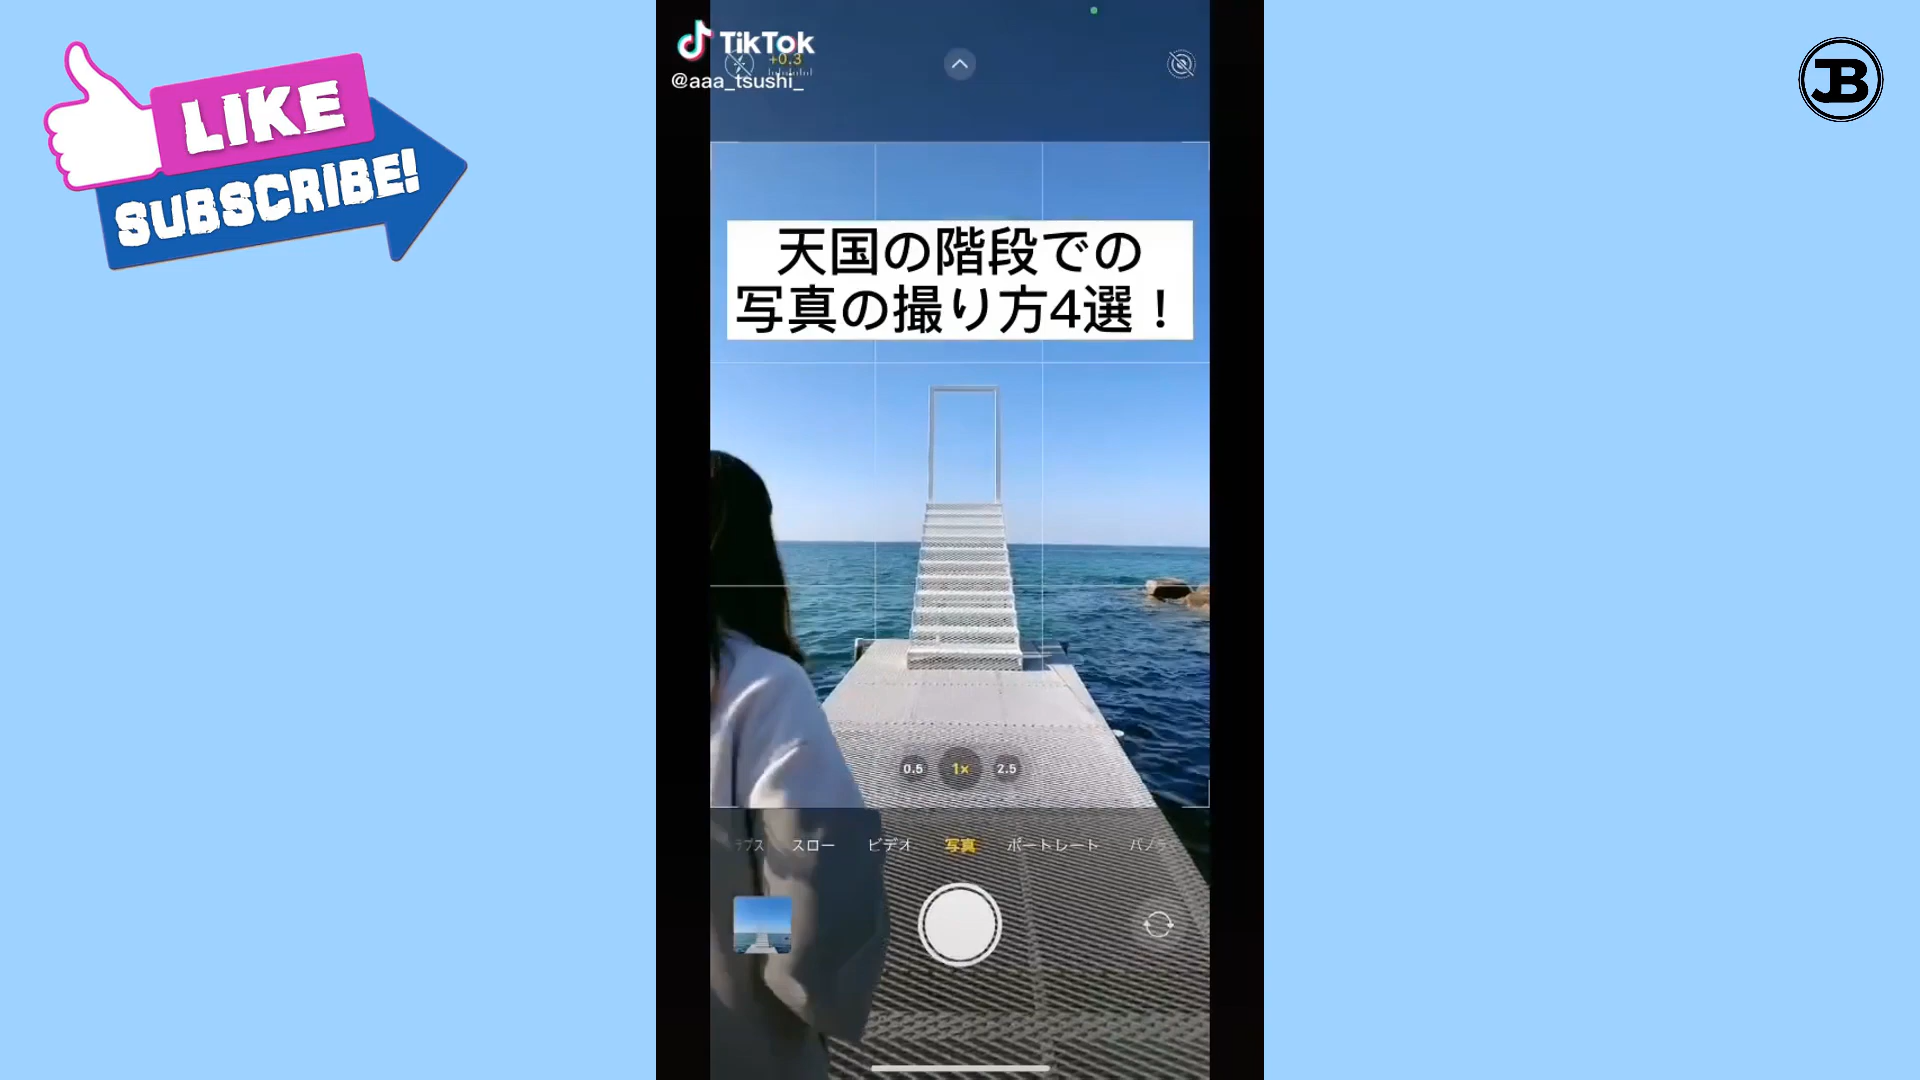 LIKE
SUBSCRIBE!
TikTok
+0.3
@aaa_tsushi_
JB
天国の階段での
写真の撮り方4選！
0.5 1× 2.5
スロー ビデオ 写真 ポートレート